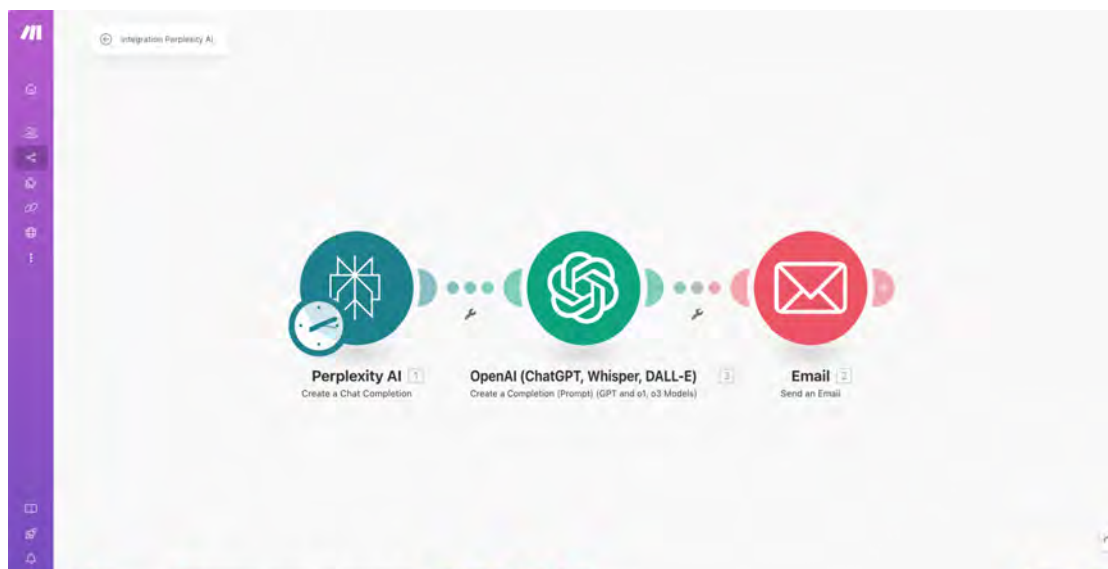 Integration Perplexity AI
Perplexity AI 1
Create a Chat Completion
OpenAI (ChatGPT, Whisper, DALL-E) 3
Create a Completion (Prompt) (GPT and o1, o3 Models)
Email 2
Send an Email